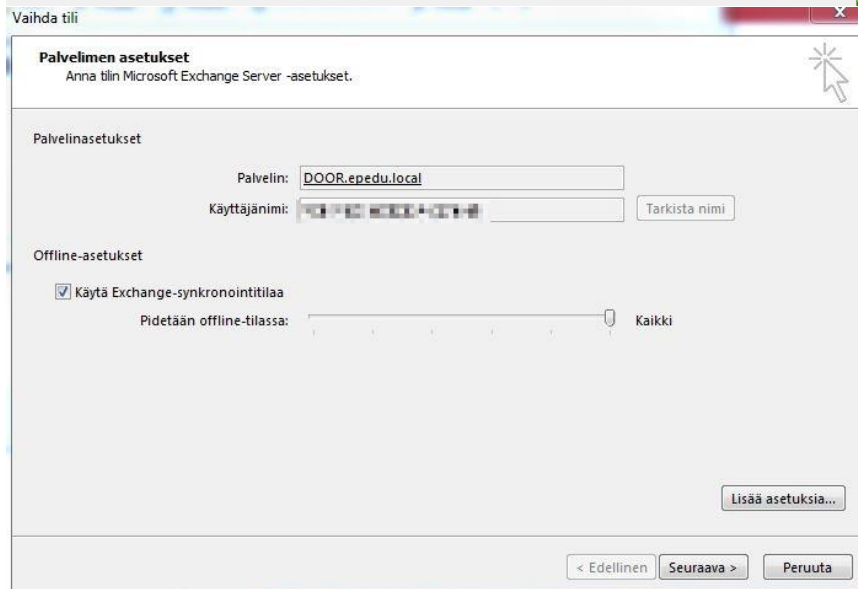 Vaihda tili
Palvelimen asetukset
Anna tilin Microsoft Exchange Server -asetukset.
Palvelinasetukset
Palvelin: DOOR.epedu.local
Käyttäjänimi: Tarkista nimi
Offline-asetukset
Käytä Exchange-synkronointitilaa
Pidetään offline-tilassa: Kaikki
Lisää asetuksia...
< Edellinen Seuraava > Peruuta